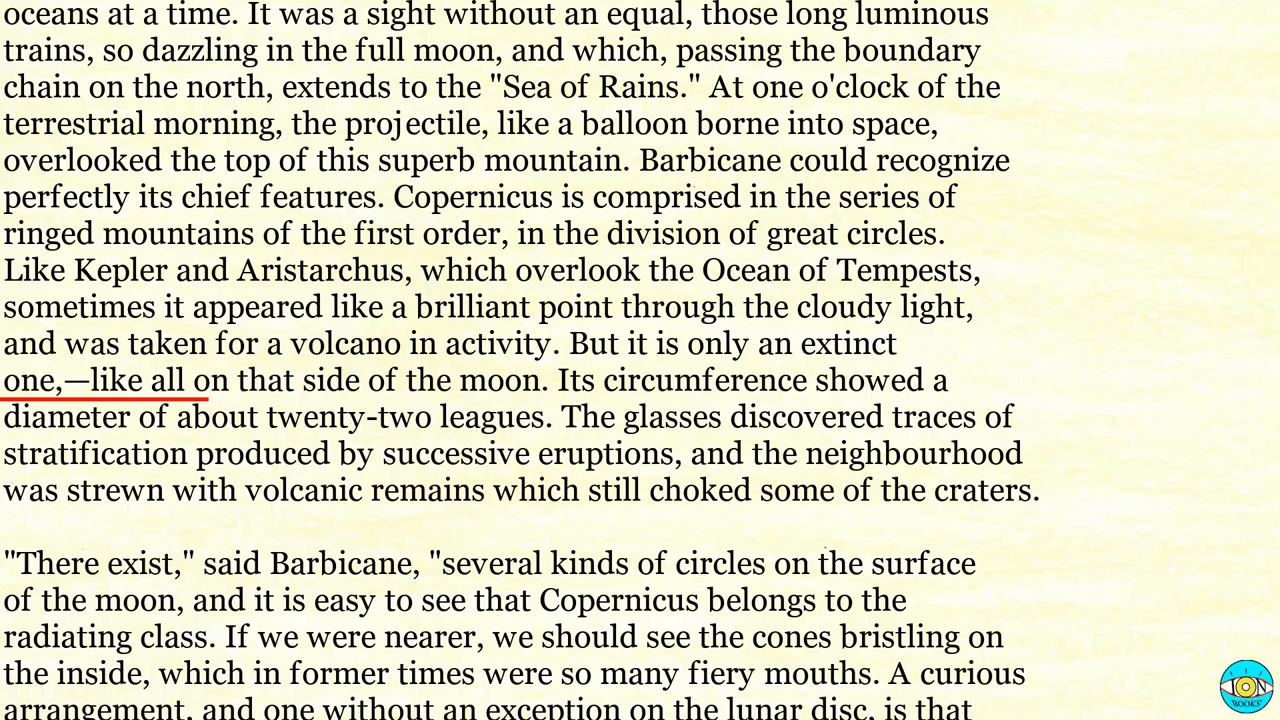 oceans at a time. It was a sight without an equal, those long luminous
trains, so dazzling in the full moon, and which, passing the boundary
chain on the north, extends to the "Sea of Rains." At one o'clock of the
terrestrial morning, the projectile, like a balloon borne into space,
overlooked the top of this superb mountain. Barbicane could recognize
perfectly its chief features. Copernicus is comprised in the series of
ringed mountains of the first order, in the division of great circles.
Like Kepler and Aristarchus, which overlook the Ocean of Tempests,
sometimes it appeared like a brilliant point through the cloudy light,
and was taken for a volcano in activity. But it is only an extinct
one,—like all on that side of the moon. Its circumference showed a
diameter of about twenty-two leagues. The glasses discovered traces of
stratification produced by successive eruptions, and the neighbourhood
was strewn with volcanic remains which still choked some of the craters.
"There exist," said Barbicane, "several kinds of circles on the surface
of the moon, and it is easy to see that Copernicus belongs to the
radiating class. If we were nearer, we should see the cones bristling on
the inside, which in former times were so many fiery mouths. A curious
arrangement, and one without an exception on the lunar disc, is that
ION
BOOKS